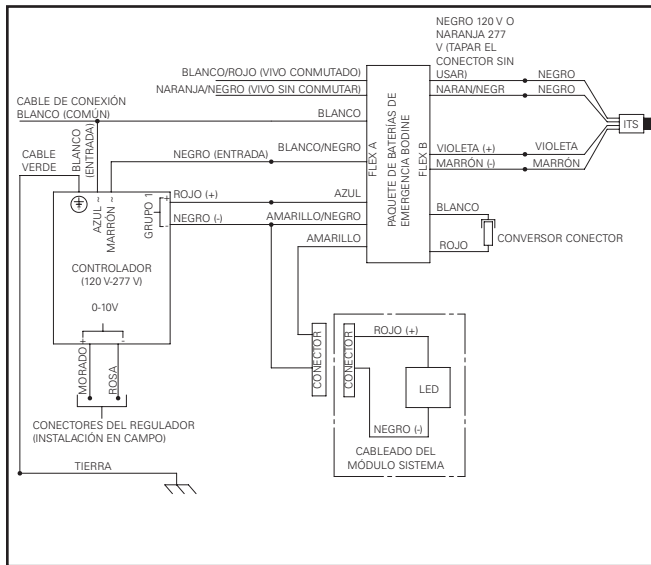 NEGRO 120 V O
NARANJA 277
V (TAPAR EL
CONECTOR SIN
USAR)
NEGRO
BLANCO/ROJO (VIVO CONMUTADO)
NARANJA/NEGRO (VIVO SIN CONMUTAR)
NARAN/NEGR
NEGRO
ITS
CABLE DE CONEXIÓN
BLANCO (COMÚN)
BLANCO
CABLE
VERDE
BLANCO
(ENTRADA)
NEGRO (ENTRADA)
BLANCO/NEGRO
FLEX A
PAQUETE DE BATERÍAS DE
EMERGENCIA BODINE
FLEX B
VIOLETA (+)
VIOLETA
MARRÓN (-)
MARRÓN
AZUL ~
MARRÓN ~
GRUPO 1
+
-
ROJO (+)
AZUL
NEGRO (-)
AMARILLO/NEGRO
AMARILLO
BLANCO
ROJO
CONVERSOR CONECTOR
CONTROLADOR
(120 V-277 V)
0-10V
+
-
MORADO
ROSA
CONECTORES DEL REGULADOR
(INSTALACIÓN EN CAMPO)
CONECTOR
CONECTOR
ROJO (+)
LED
NEGRO (-)
CABLEADO DEL
MÓDULO SISTEMA
TIERRA